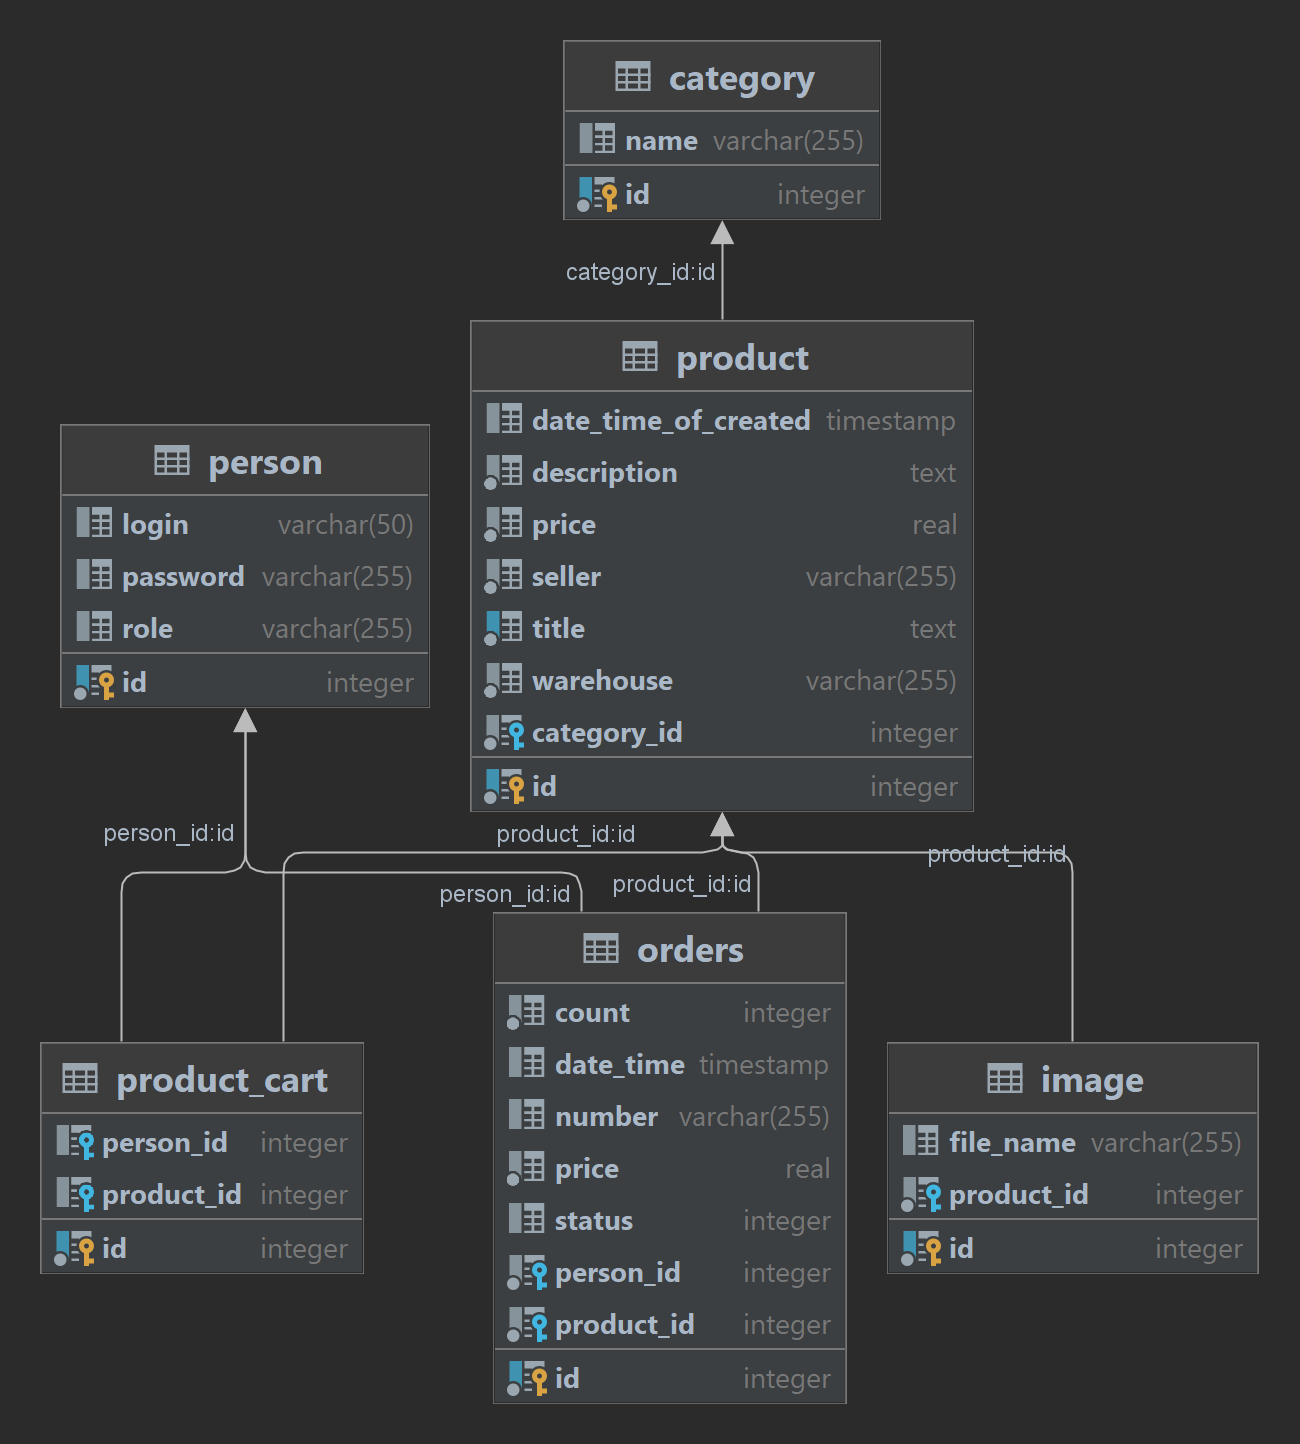 category
name varchar(255)
id integer
category_id:id
product
date_time_of_created timestamp
description text
price real
seller varchar(255)
title text
warehouse varchar(255)
category_id integer
id integer
person
login varchar(50)
password varchar(255)
role varchar(255)
id integer
person_id:id
product_id:id
product_id:id
person_id:id
product_id:id
orders
count integer
date_time timestamp
number varchar(255)
price real
status integer
person_id integer
product_id integer
id integer
product_cart
person_id integer
product_id integer
id integer
image
file_name varchar(255)
product_id integer
id integer